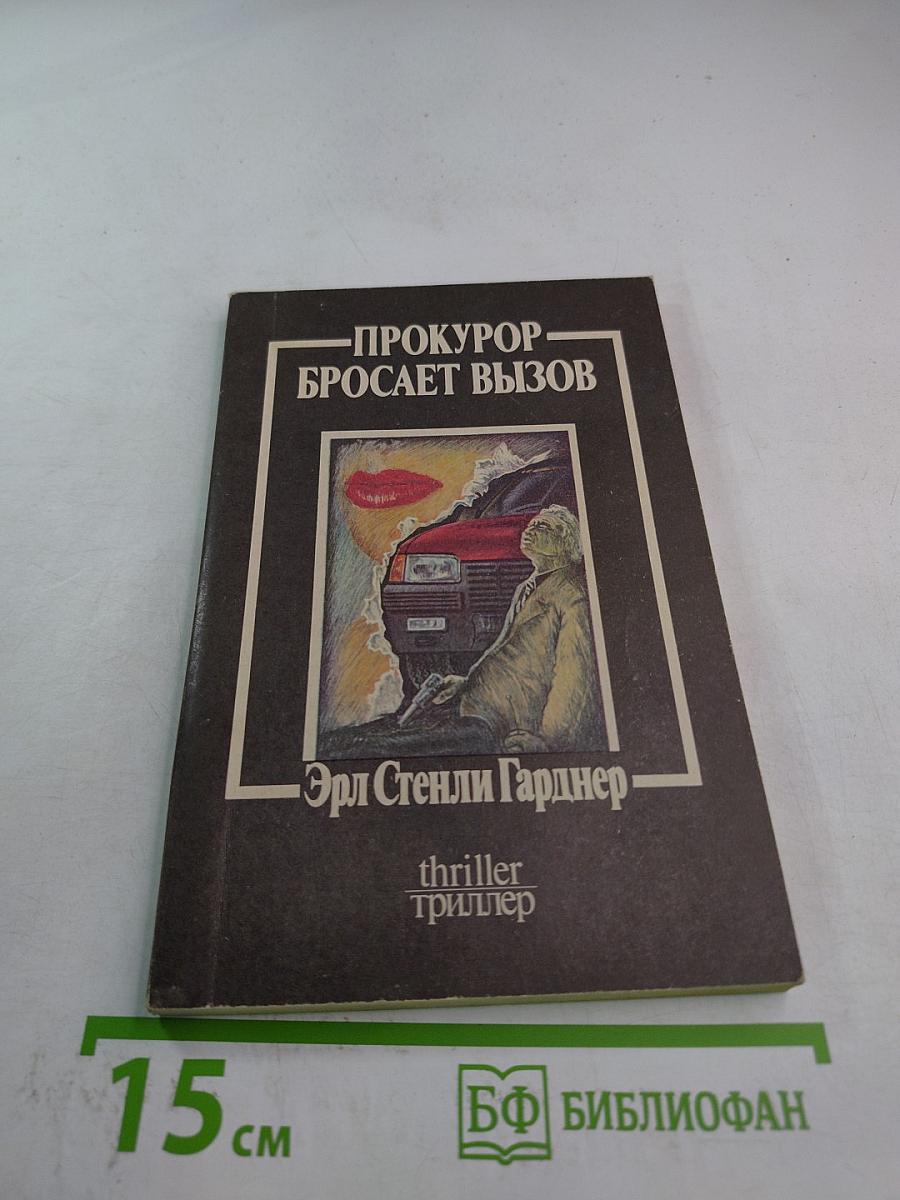 ПРОКУРОР
БРОСАЕТ ВЫЗОВ
Эрл Стенли Гарднер
thriller
триллер
15 см
БФ БИБЛИОФАН